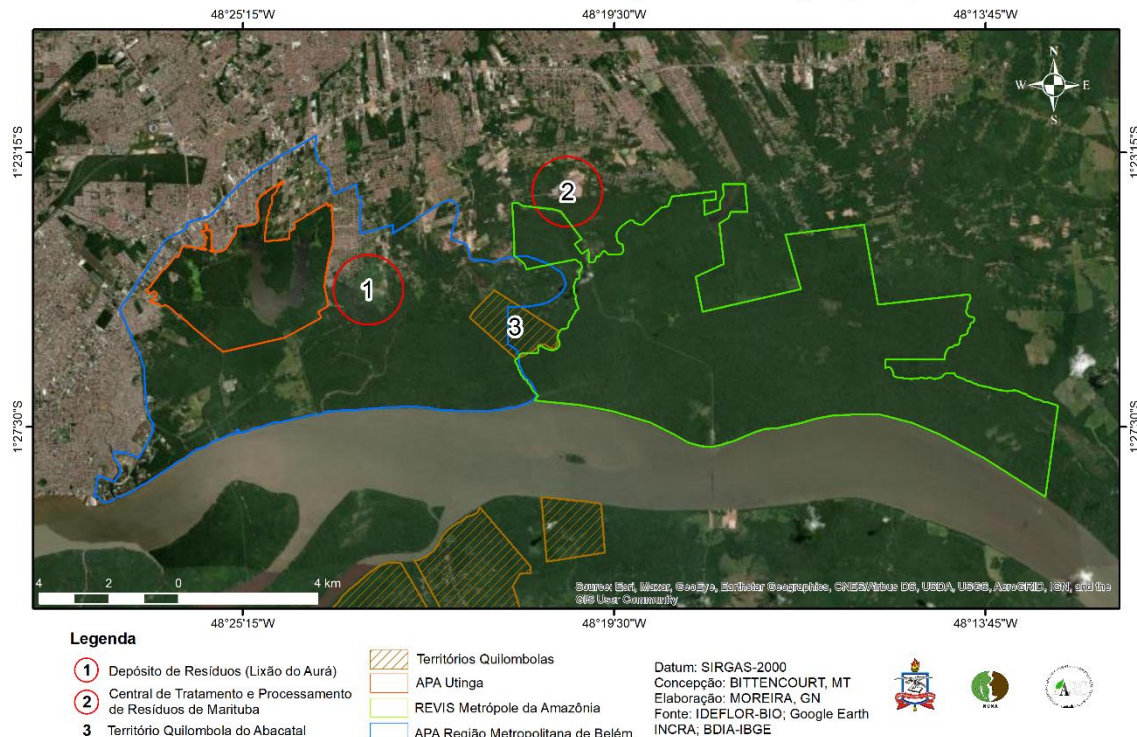 48°25'15"W 48°19'30"W 48°13'45"W
N
W E
S
1°23'15"S 1°23'15"S
2
1
3
1°27'30"S 1°27'30"S
4 2 0 4 km
Source: Esri, Maxar, GeoEye, Earthstar Geographics, CNES/Airbus DS, USDA, USGS, AeroGRID, IGN, and the
GIS User Community
48°25'15"W 48°19'30"W 48°13'45"W
Legenda
1 Depósito de Resíduos (Lixão do Aurá)
2 Central de Tratamento e Processamento
de Resíduos de Marituba
3 Território Quilombola do Abacatal
Territórios Quilombolas
APA Utinga
REVIS Metrópole da Amazônia
APA Região Metropolitana de Belém
Datum: SIRGAS-2000
Concepção: BITTENCOURT, MT
Elaboração: MOREIRA, GN
Fonte: IDEFLOR-BIO; Google Earth
INCRA; BDIA-IBGE
NUMA